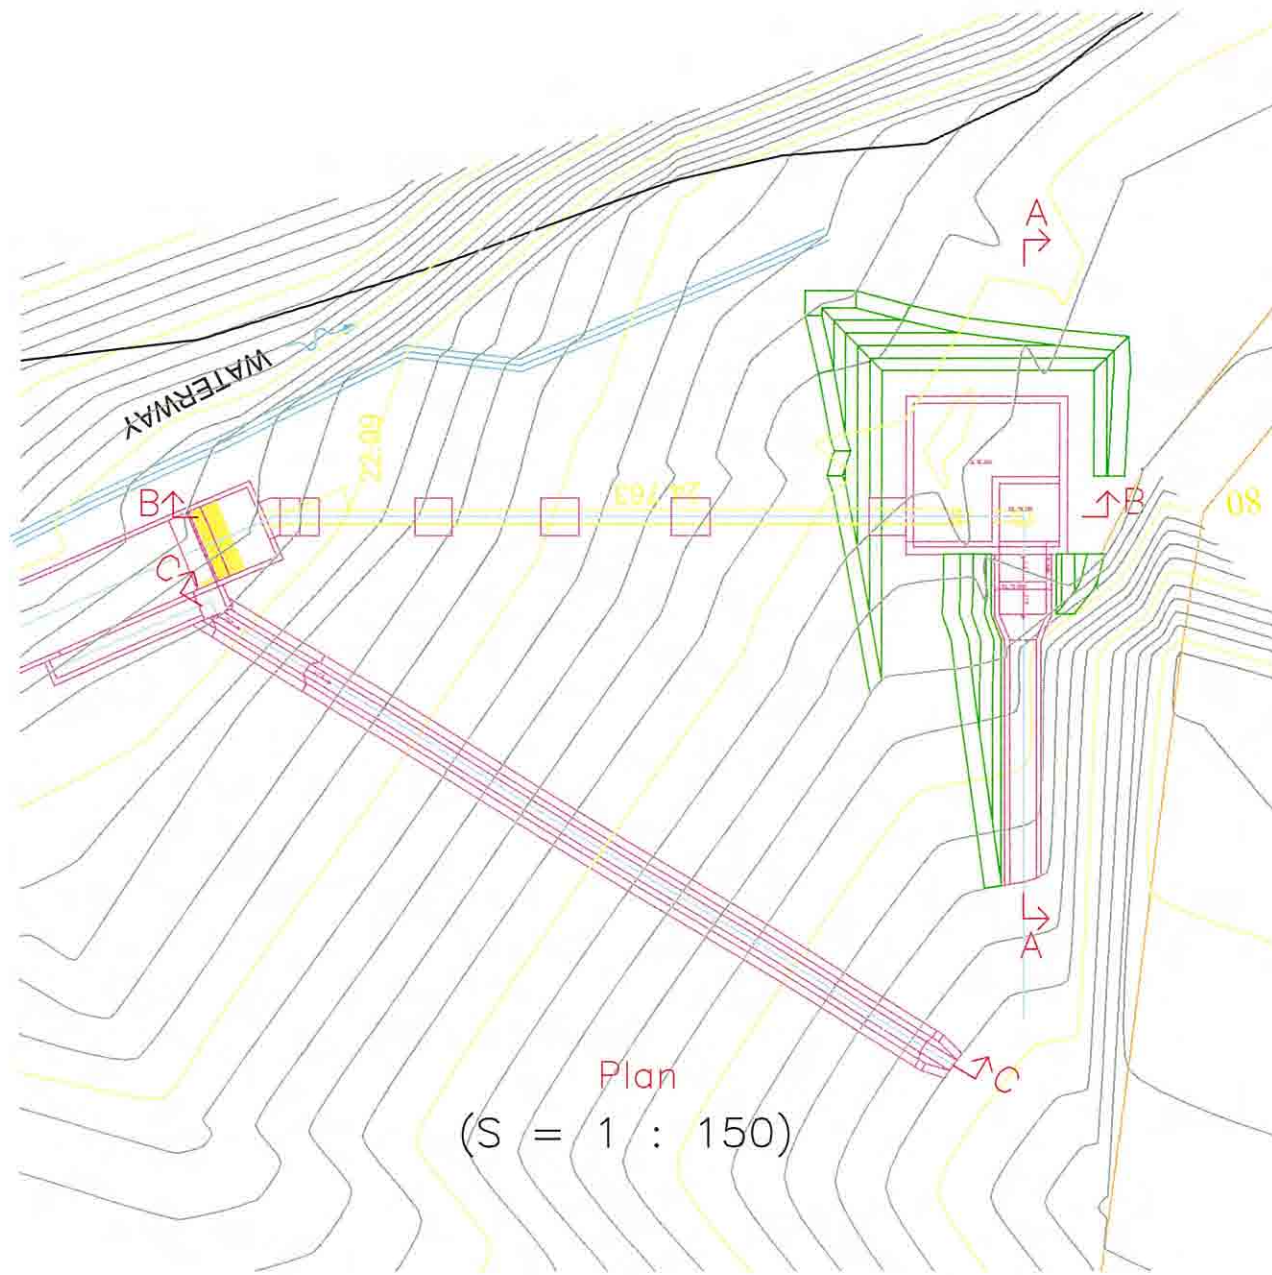 A
WATERWAY
22.09
24.763
B
B
80
C
A
Plan
C
(S = 1 : 150)